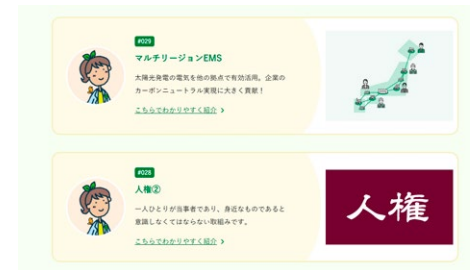 #029
マルチリージョンEMS
太陽光発電の電気を他の拠点で有効活用。企業の
カーボンニュートラル実現に大きく貢献！
こちらでわかりやすく紹介 ›
#028
人権②
一人ひとりが当事者であり、身近なものであると
意識しなくてはならない取組みです。
こちらでわかりやすく紹介 ›
人権